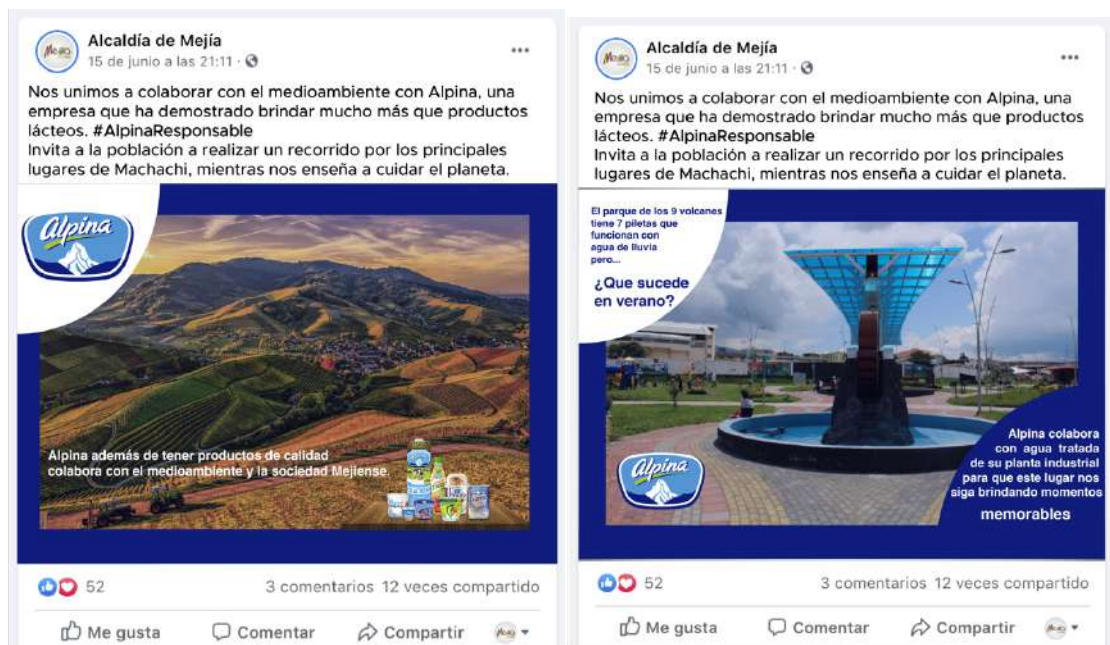 Alcaldía de Mejía
15 de junio a las 21:11 ·
Nos unimos a colaborar con el medioambiente con Alpina, una
empresa que ha demostrado brindar mucho más que productos
lácteos. #AlpinaResponsable
Invita a la población a realizar un recorrido por los principales
lugares de Machachi, mientras nos enseña a cuidar el planeta.
alpina
Alpina además de tener productos de calidad
colabora con el medioambiente y la sociedad Mejiense.
52
3 comentarios 12 veces compartido
Me gusta
Comentar
Compartir
Alcaldía de Mejía
15 de junio a las 21:11 ·
Nos unimos a colaborar con el medioambiente con Alpina, una
empresa que ha demostrado brindar mucho más que productos
lácteos. #AlpinaResponsable
Invita a la población a realizar un recorrido por los principales
lugares de Machachi, mientras nos enseña a cuidar el planeta.
El parque de los 9 volcanes
tiene 7 piletas que
funcionan con
agua de lluvia
pero...
¿Que sucede
en verano?
alpina
Alpina colabora
con agua tratada
de su planta industrial
para que este lugar nos
siga brindando momentos
memorables
52
3 comentarios 12 veces compartido
Me gusta
Comentar
Compartir